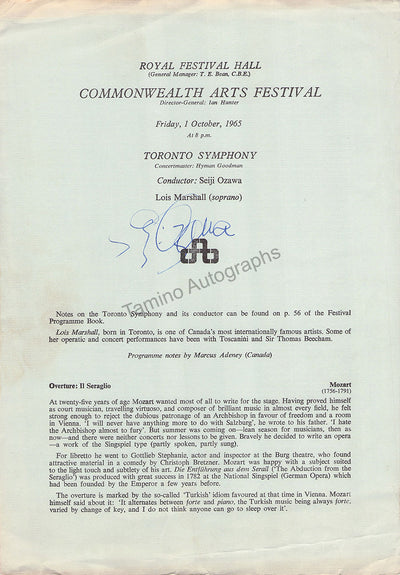 ROYAL FESTIVAL HALL
(General Manager: T. E. Bean, C.B.E.)
COMMONWEALTH ARTS FESTIVAL
Director-General: Ian Hunter
Friday, 1 October, 1965
At 8 p.m.
TORONTO SYMPHONY
Concertmaster: Hyman Goodman
Conductor: Seiji Ozawa
Lois Marshall (soprano)
Seiji Ozawa
Tamino Autographs
Notes on the Toronto Symphony and its conductor can be found on p. 56 of the Festival
Programme Book.
Lois Marshall, born in Toronto, is one of Canada's most internationally famous artists. Some of
her operatic and concert performances have been with Toscanini and Sir Thomas Beecham.
Programme notes by Marcus Adeney (Canada)
Overture: Il Seraglio Mozart
(1756-1791)
At twenty-five years of age Mozart wanted most of all to write for the stage. Having proved himself
as court musician, travelling virtuoso, and composer of brilliant music in almost every field, he felt
strong enough to reject the dubious patronage of an Archbishop in favour of freedom and a room
in Vienna. 'I will never have anything more to do with Salzburg', he wrote to his father. 'I hate
the Archbishop almost to fury'. But summer was coming on—lean season for musicians, then as
now—and there were neither concerts nor lessons to be given. Bravely he decided to write an opera
—a work of the Singspiel type (partly spoken, partly sung).
For libretto he went to Gottlieb Stephanie, actor and inspector at the Burg theatre, who found
attractive material in a comedy by Christoph Bretzner. Mozart was happy with a subject suited
to the light touch and subtlety of his art. Die Entführung aus dem Serail ('The Abduction from the
Seraglio') was produced with great success in 1782 at the National Singspiel (German Opera) which
had been founded by the Emperor a few years before.
The overture is marked by the so-called 'Turkish' idiom favoured at that time in Vienna. Mozart
himself said about it: 'It alternates between forte and piano, the Turkish music being always forte,
varied by change of key, and I do not think anyone can go to sleep over it'.